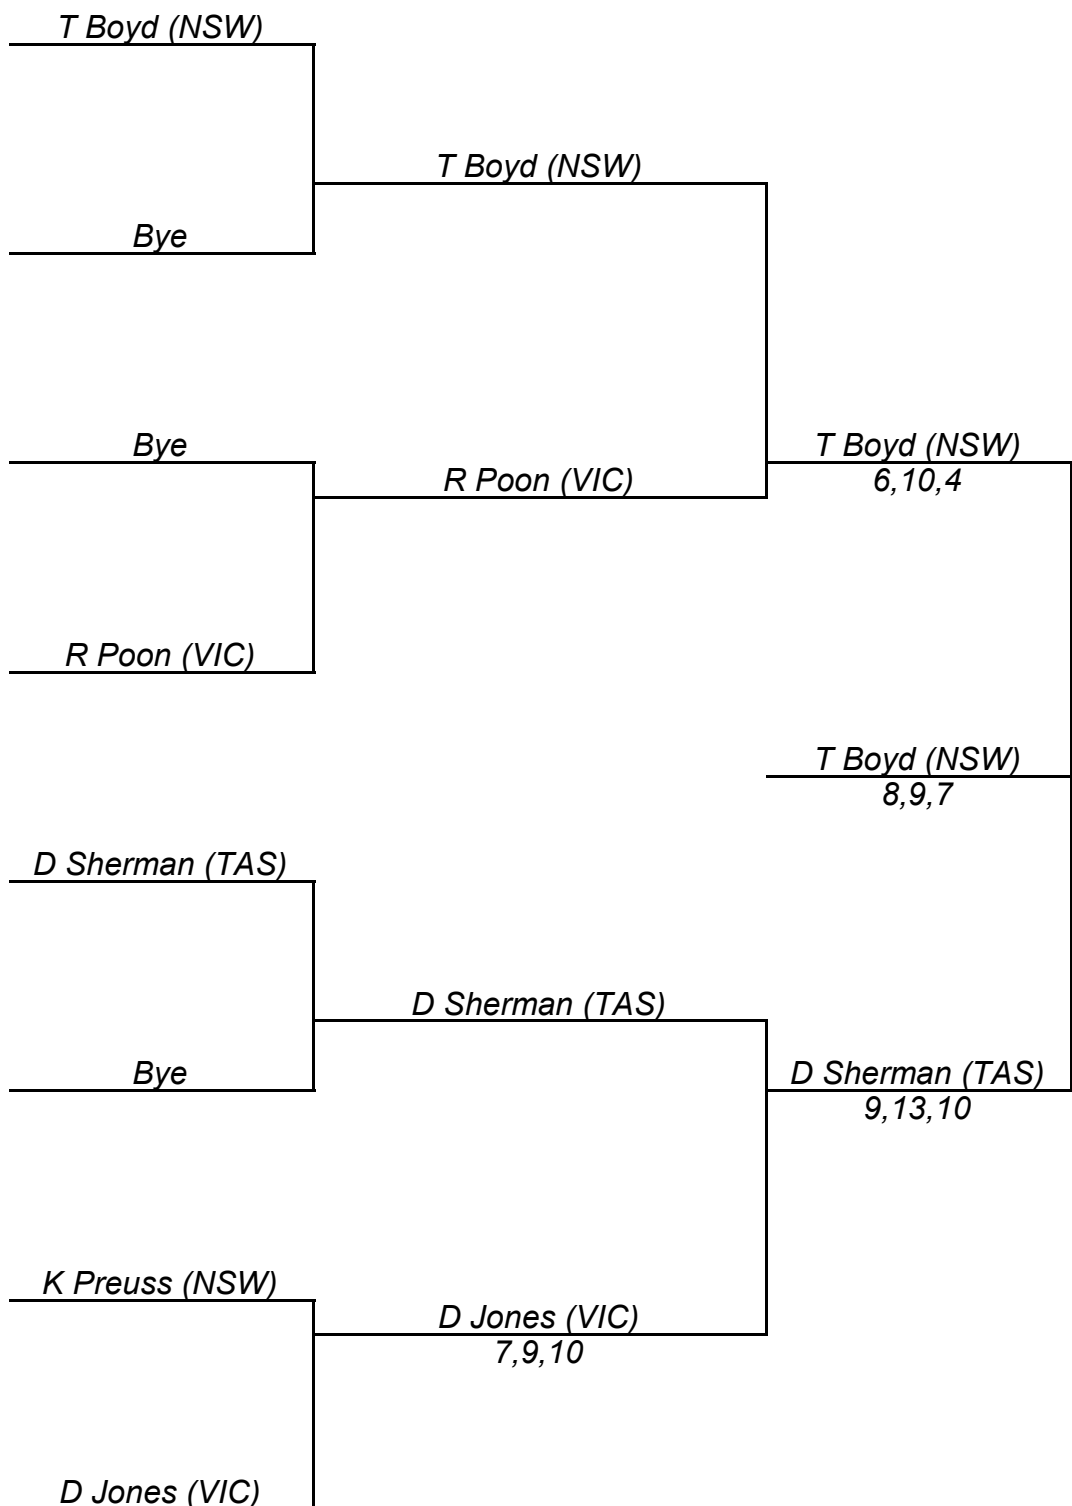 T Boyd (NSW)
T Boyd (NSW)
Bye
Bye
T Boyd (NSW)
R Poon (VIC)
6,10,4
R Poon (VIC)
T Boyd (NSW)
8,9,7
D Sherman (TAS)
D Sherman (TAS)
Bye
D Sherman (TAS)
9,13,10
K Preuss (NSW)
D Jones (VIC)
7,9,10
D Jones (VIC)